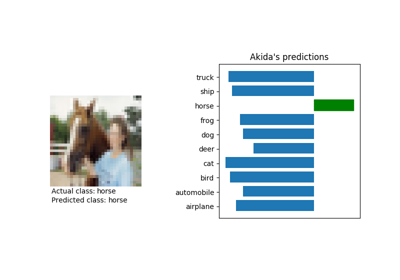 Akida's predictions
truck
ship
horse
frog
dog
deer
cat
bird
automobile
airplane
Actual class: horse
Predicted class: horse